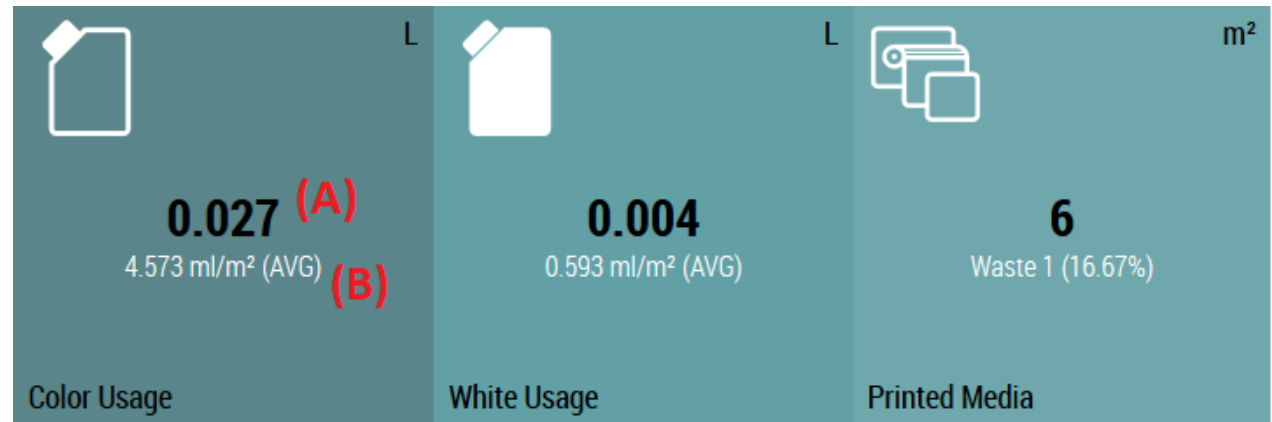 L
0.027 (A)
4.573 ml/m² (AVG) (B)
Color Usage
L
0.004
0.593 ml/m² (AVG)
White Usage
m²
6
Waste 1 (16.67%)
Printed Media